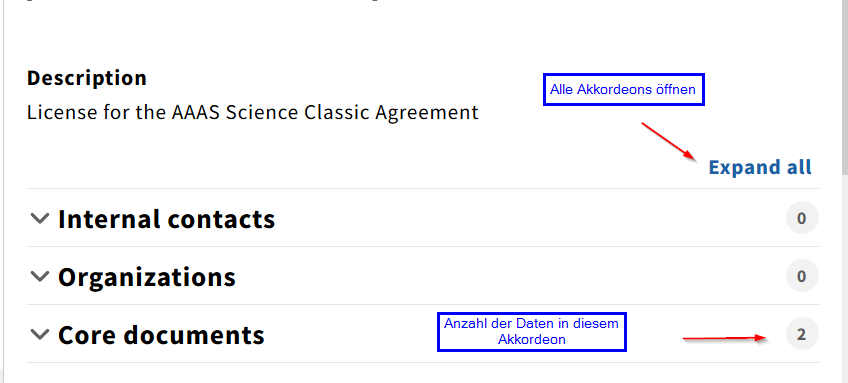 Description
Alle Akkordeons öffnen
License for the AAAS Science Classic Agreement
Expand all
Internal contacts
0
Organizations
0
Core documents
Anzahl der Daten in diesem
Akkordeon
2